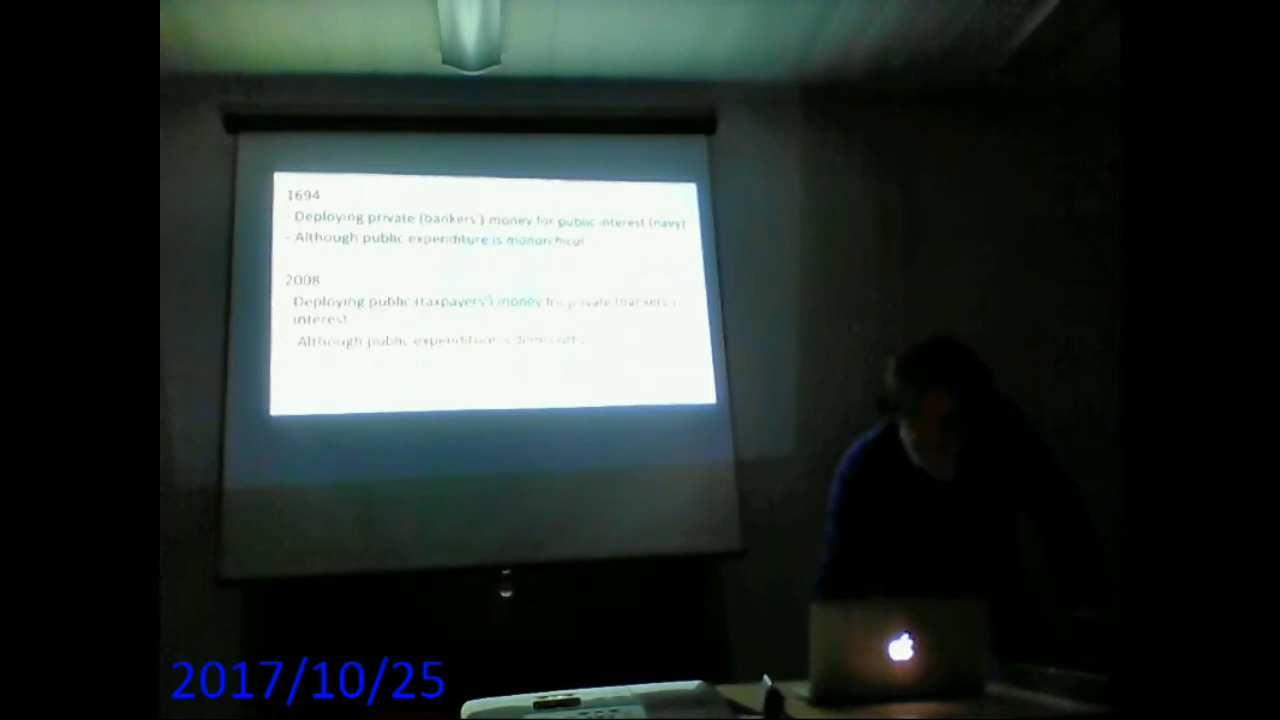 1694
- Deploying private (bankers') money for public interest (navy)
- Although public expenditure is monarchical
2008
Deploying public (taxpayers') money for private (bankers')
interest
Although public expenditure is democratic
2017/10/25